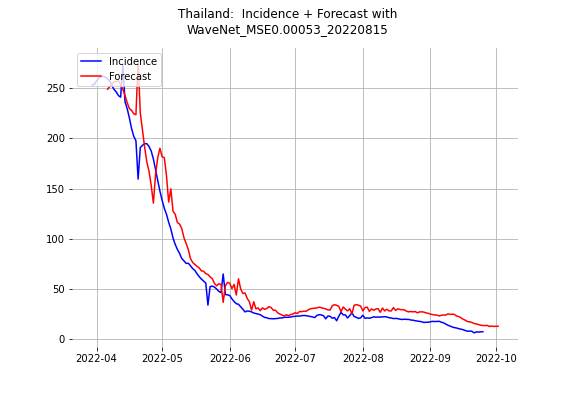 Thailand:  Incidence + Forecast with
WaveNet_MSE0.00053_20220815
Incidence
Forecast
250
200
150
100
50
0
2022-04 2022-05 2022-06 2022-07 2022-08 2022-09 2022-10